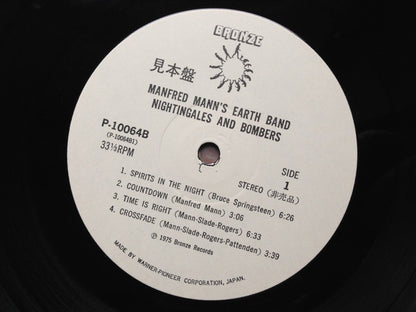 BRONZE
見本盤
MANFRED MANN'S EARTH BAND
NIGHTINGALES AND BOMBERS
P-10064B
(P-10064B1)
33⅓RPM
SIDE
1
STEREO (非売品)
1. SPIRITS IN THE NIGHT (Bruce Springsteen) 6:26
2. COUNTDOWN (Manfred Mann) 3:06
3. TIME IS RIGHT (Mann-Slade-Rogers) 6:33
4. CROSSFADE (Mann-Slade-Rogers-Pattenden) 3:39
Ⓟ 1975 Bronze Records
MADE BY WARNER-PIONEER CORPORATION, JAPAN.